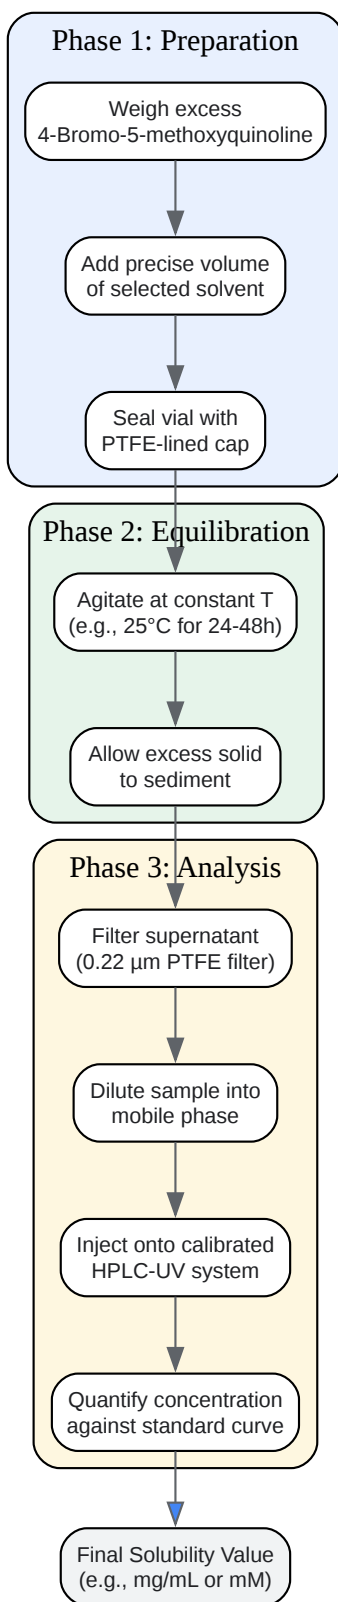 Phase 1: Preparation
Weigh excess
4-Bromo-5-methoxyquinoline
Add precise volume
of selected solvent
Seal vial with
PTFE-lined cap
Phase 2: Equilibration
Agitate at constant T
(e.g., 25°C for 24-48h)
Allow excess solid
to sediment
Phase 3: Analysis
Filter supernatant
(0.22 µm PTFE filter)
Dilute sample into
mobile phase
Inject onto calibrated
HPLC-UV system
Quantify concentration
against standard curve
Final Solubility Value
(e.g., mg/mL or mM)